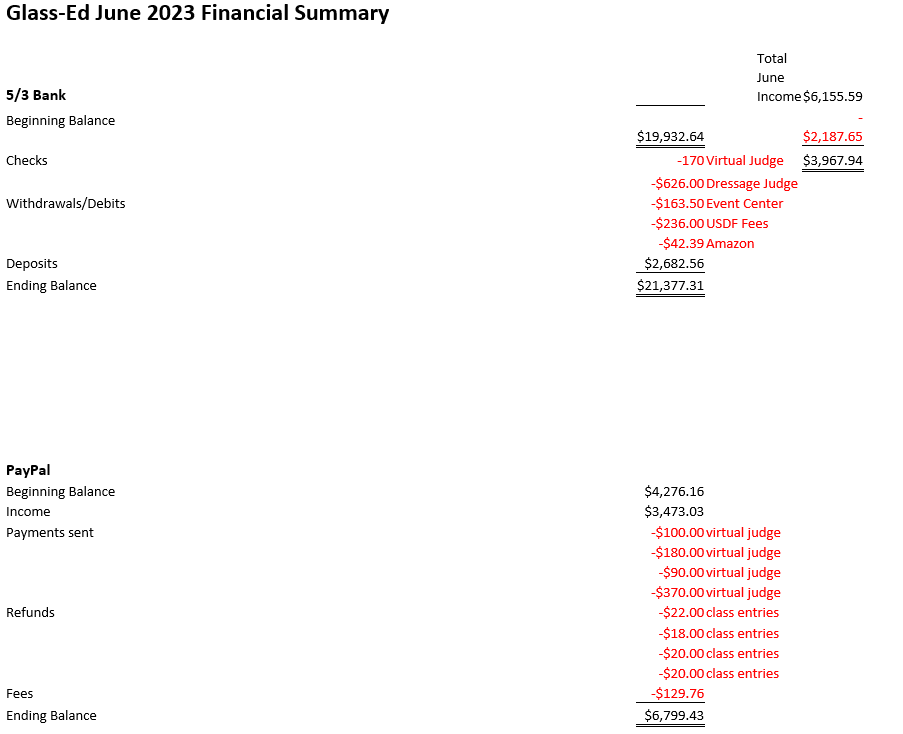 Glass-Ed June 2023 Financial Summary
Total
June
5/3 Bank Income $6,155.59
Beginning Balance -
$19,932.64 $2,187.65
Checks -170 Virtual Judge $3,967.94
-$626.00 Dressage Judge
Withdrawals/Debits -$163.50 Event Center
-$236.00 USDF Fees
-$42.39 Amazon
Deposits $2,682.56
Ending Balance $21,377.31
PayPal
Beginning Balance $4,276.16
Income $3,473.03
Payments sent -$100.00 virtual judge
-$180.00 virtual judge
-$90.00 virtual judge
-$370.00 virtual judge
Refunds -$22.00 class entries
-$18.00 class entries
-$20.00 class entries
-$20.00 class entries
Fees -$129.76
Ending Balance $6,799.43